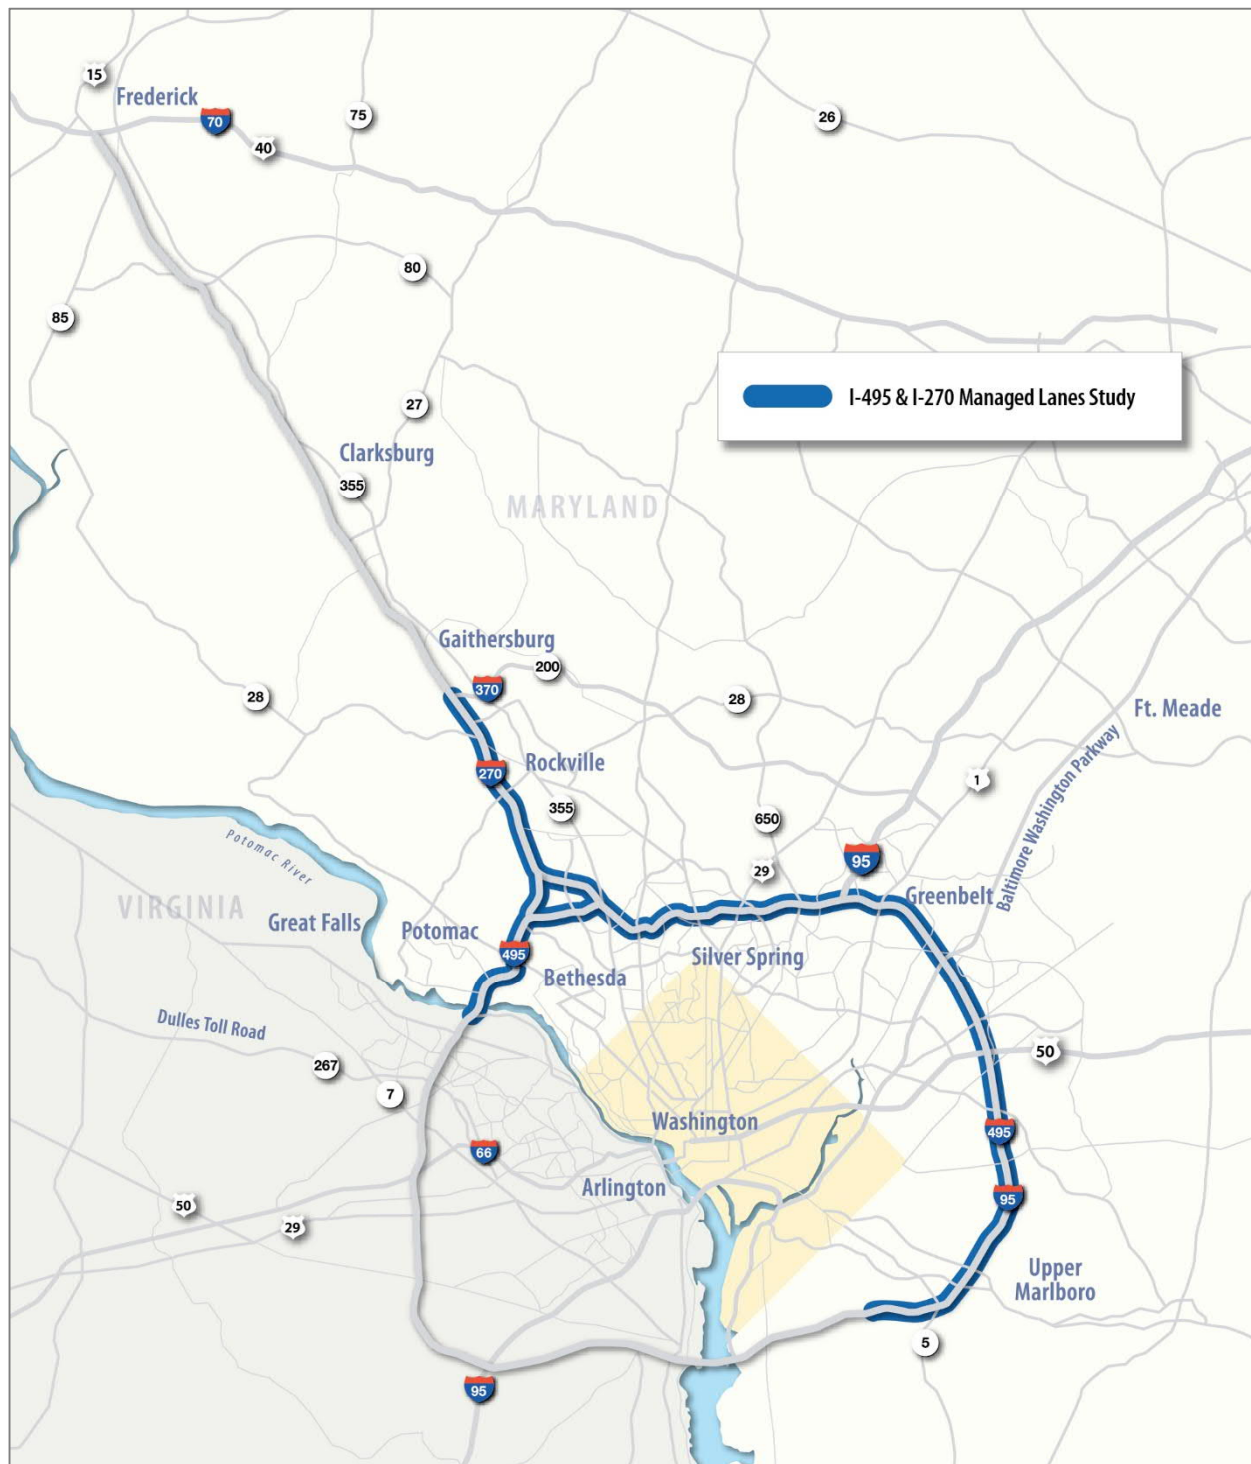 15
Frederick
70
75
26
40
80
85
I-495 & I-270 Managed Lanes Study
27
Clarksburg
355
MARYLAND
Gaithersburg
200
370
28
28
Ft. Meade
Rockville
270
1
355
650
Baltimore Washington Parkway
Potomac River
29
95
Greenbelt
VIRGINIA
Great Falls
Potomac
495
Silver Spring
Bethesda
Dulles Toll Road
267
50
7
Washington
495
66
Arlington
95
50
29
Upper
Marlboro
5
95